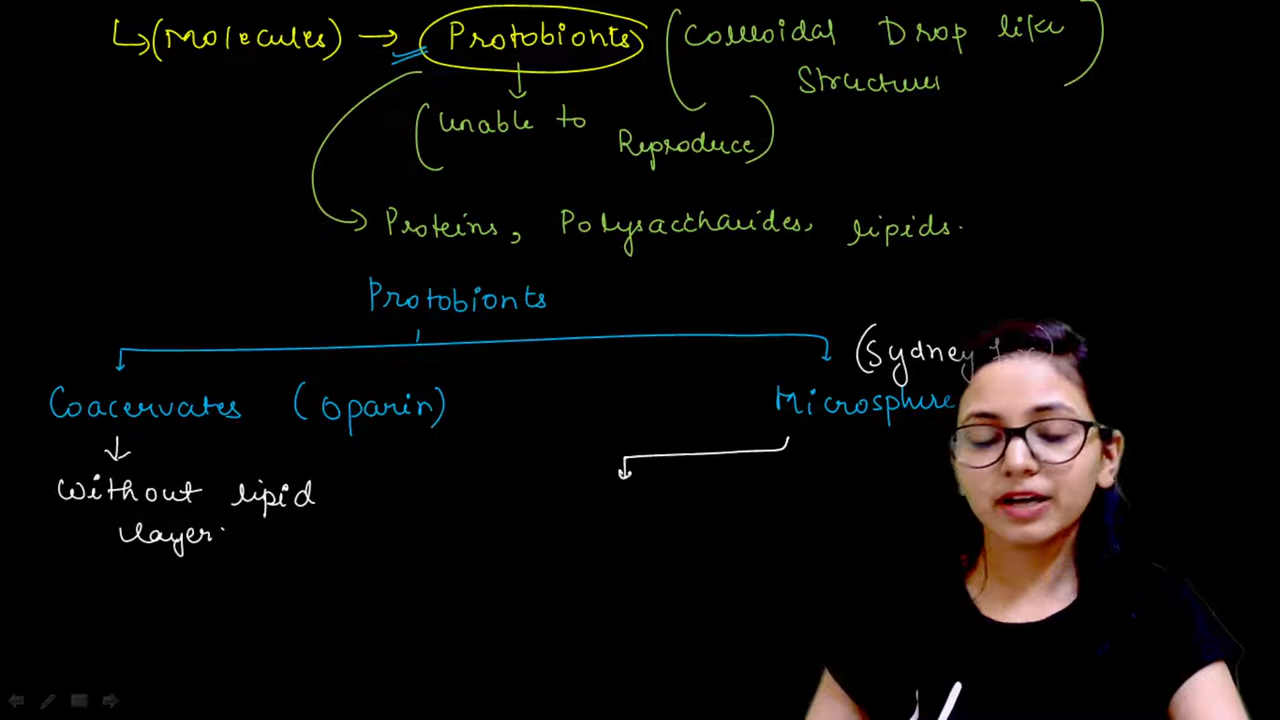 (Molecules) → Protobionts (Colloidal Drop like
Structure
(Unable to
Reproduce)
Proteins, Polysaccharides, lipids.
Protobionts
(Sydney
Coacervates (Oparin)
Microsphere
Without lipid
layer.